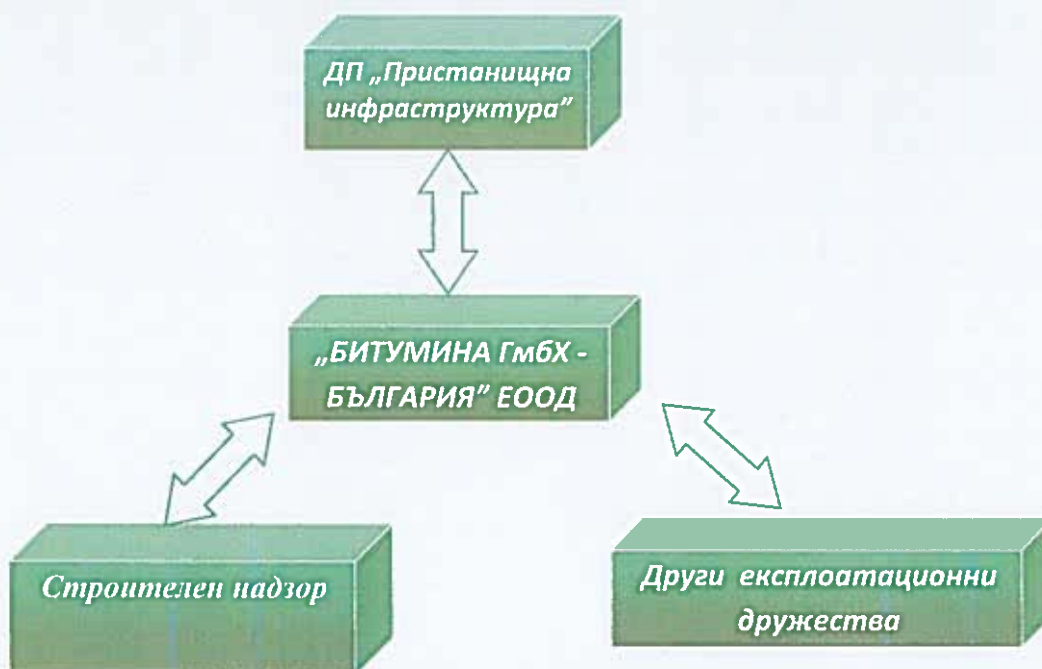 ДП „Пристанищна
инфраструктура”
„БИТУМИНА ГмбХ -
БЪЛГАРИЯ” ЕООД
Строителен надзор
Други експлоатационни
дружества